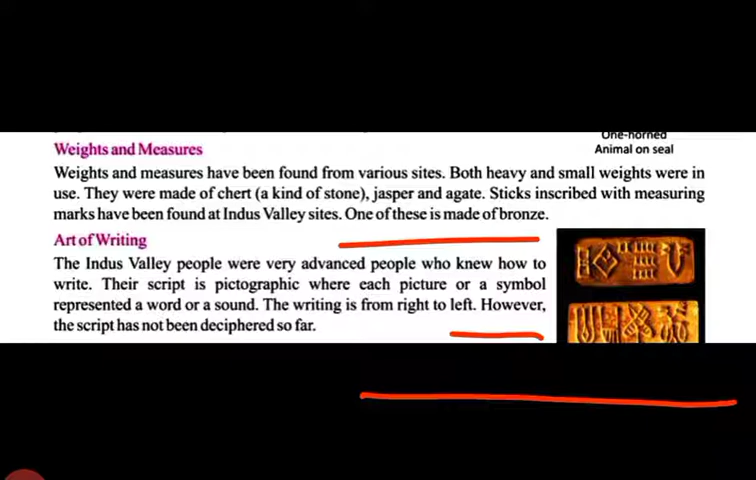 One-horned
Animal on seal
Weights and Measures
Weights and measures have been found from various sites. Both heavy and small weights were in
use. They were made of chert (a kind of stone), jasper and agate. Sticks inscribed with measuring
marks have been found at Indus Valley sites. One of these is made of bronze.
Art of Writing
The Indus Valley people were very advanced people who knew how to
write. Their script is pictographic where each picture or a symbol
represented a word or a sound. The writing is from right to left. However,
the script has not been deciphered so far.